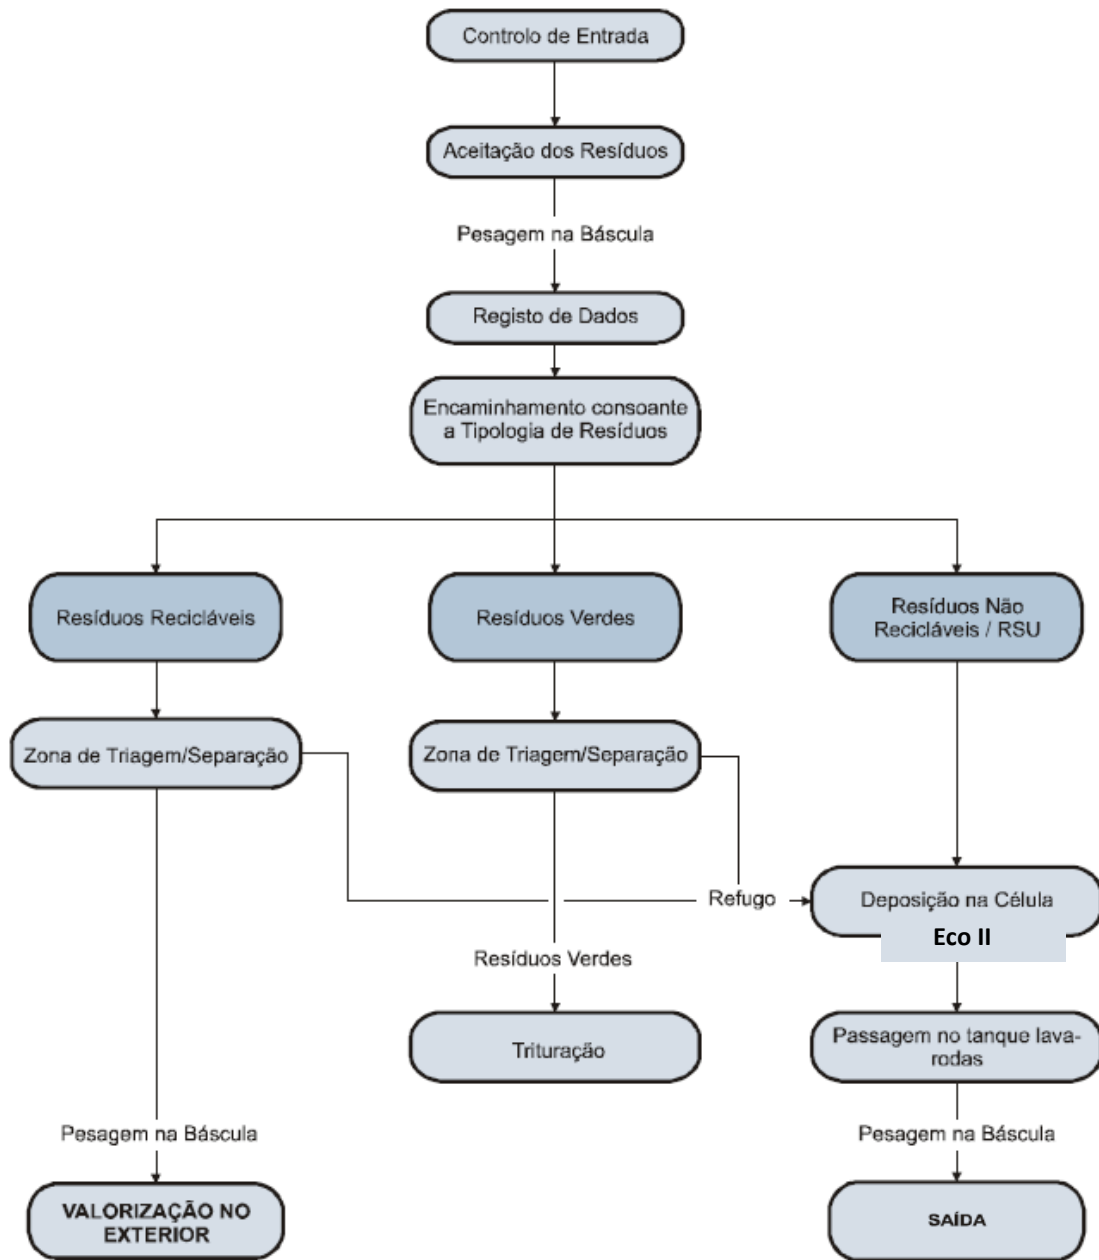 Controlo de Entrada
Aceitação dos Resíduos
Pesagem na Báscula
Registo de Dados
Encaminhamento consoante
a Tipologia de Resíduos
Resíduos Recicláveis
Resíduos Verdes
Resíduos Não
Recicláveis / RSU
Zona de Triagem/Separação
Zona de Triagem/Separação
Refugo
Deposição na Célula
Eco II
Resíduos Verdes
Trituração
Passagem no tanque lava-
rodas
Pesagem na Báscula
Pesagem na Báscula
VALORIZAÇÃO NO
EXTERIOR
SAÍDA